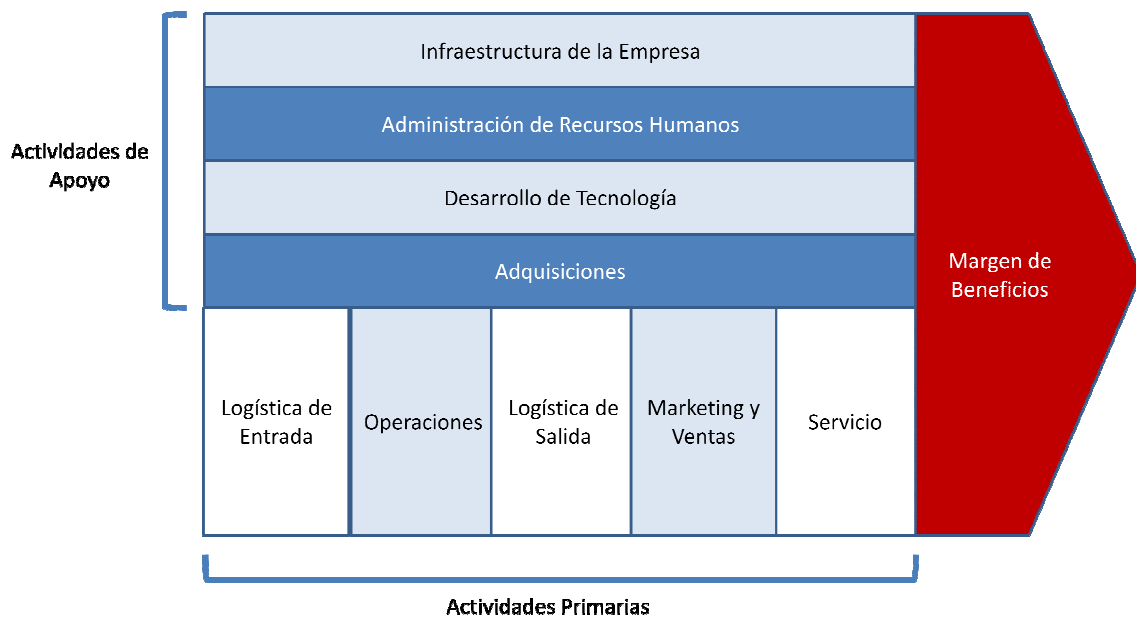 Infraestructura de la Empresa
Administración de Recursos Humanos
Actividades de
Apoyo
Desarrollo de Tecnología
Adquisiciones
Margen de
Beneficios
Logística de
Entrada
Operaciones
Logística de
Salida
Marketing y
Ventas
Servicio
Actividades Primarias